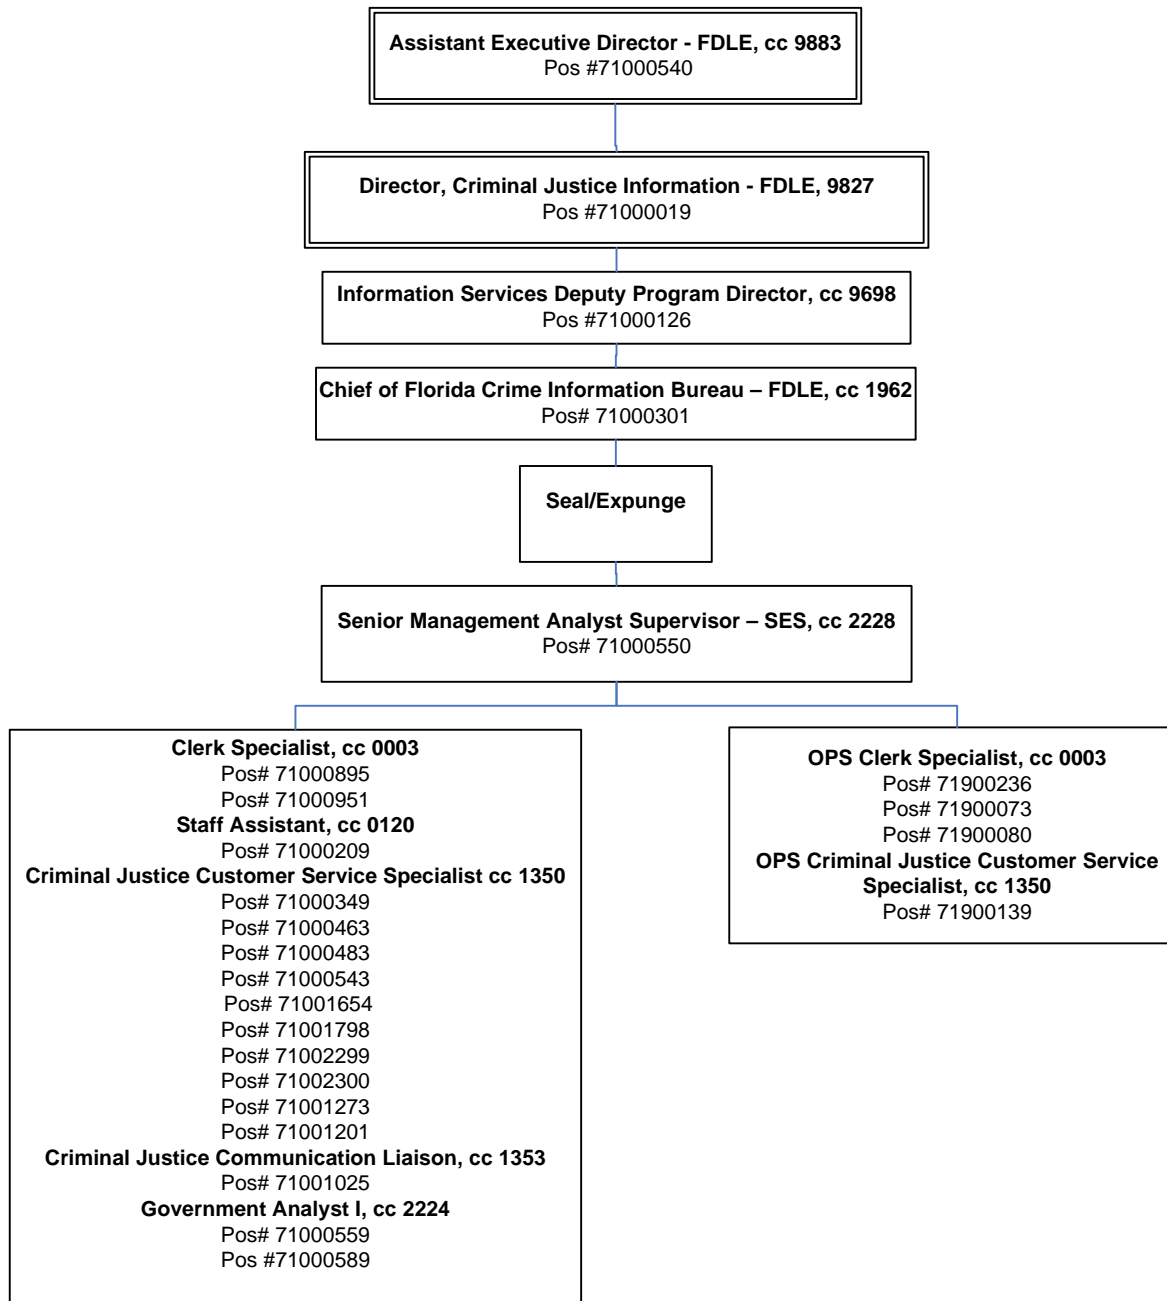 Assistant Executive Director - FDLE, cc 9883
Pos #71000540
Director, Criminal Justice Information - FDLE, 9827
Pos #71000019
Information Services Deputy Program Director, cc 9698
Pos #71000126
Chief of Florida Crime Information Bureau – FDLE, cc 1962
Pos# 71000301
Seal/Expunge
Senior Management Analyst Supervisor – SES, cc 2228
Pos# 71000550
Clerk Specialist, cc 0003
Pos# 71000895
Pos# 71000951
Staff Assistant, cc 0120
Pos# 71000209
Criminal Justice Customer Service Specialist cc 1350
Pos# 71000349
Pos# 71000463
Pos# 71000483
Pos# 71000543
Pos# 71001654
Pos# 71001798
Pos# 71002299
Pos# 71002300
Pos# 71001273
Pos# 71001201
Criminal Justice Communication Liaison, cc 1353
Pos# 71001025
Government Analyst I, cc 2224
Pos# 71000559
Pos #71000589
OPS Clerk Specialist, cc 0003
Pos# 71900236
Pos# 71900073
Pos# 71900080
OPS Criminal Justice Customer Service
Specialist, cc 1350
Pos# 71900139